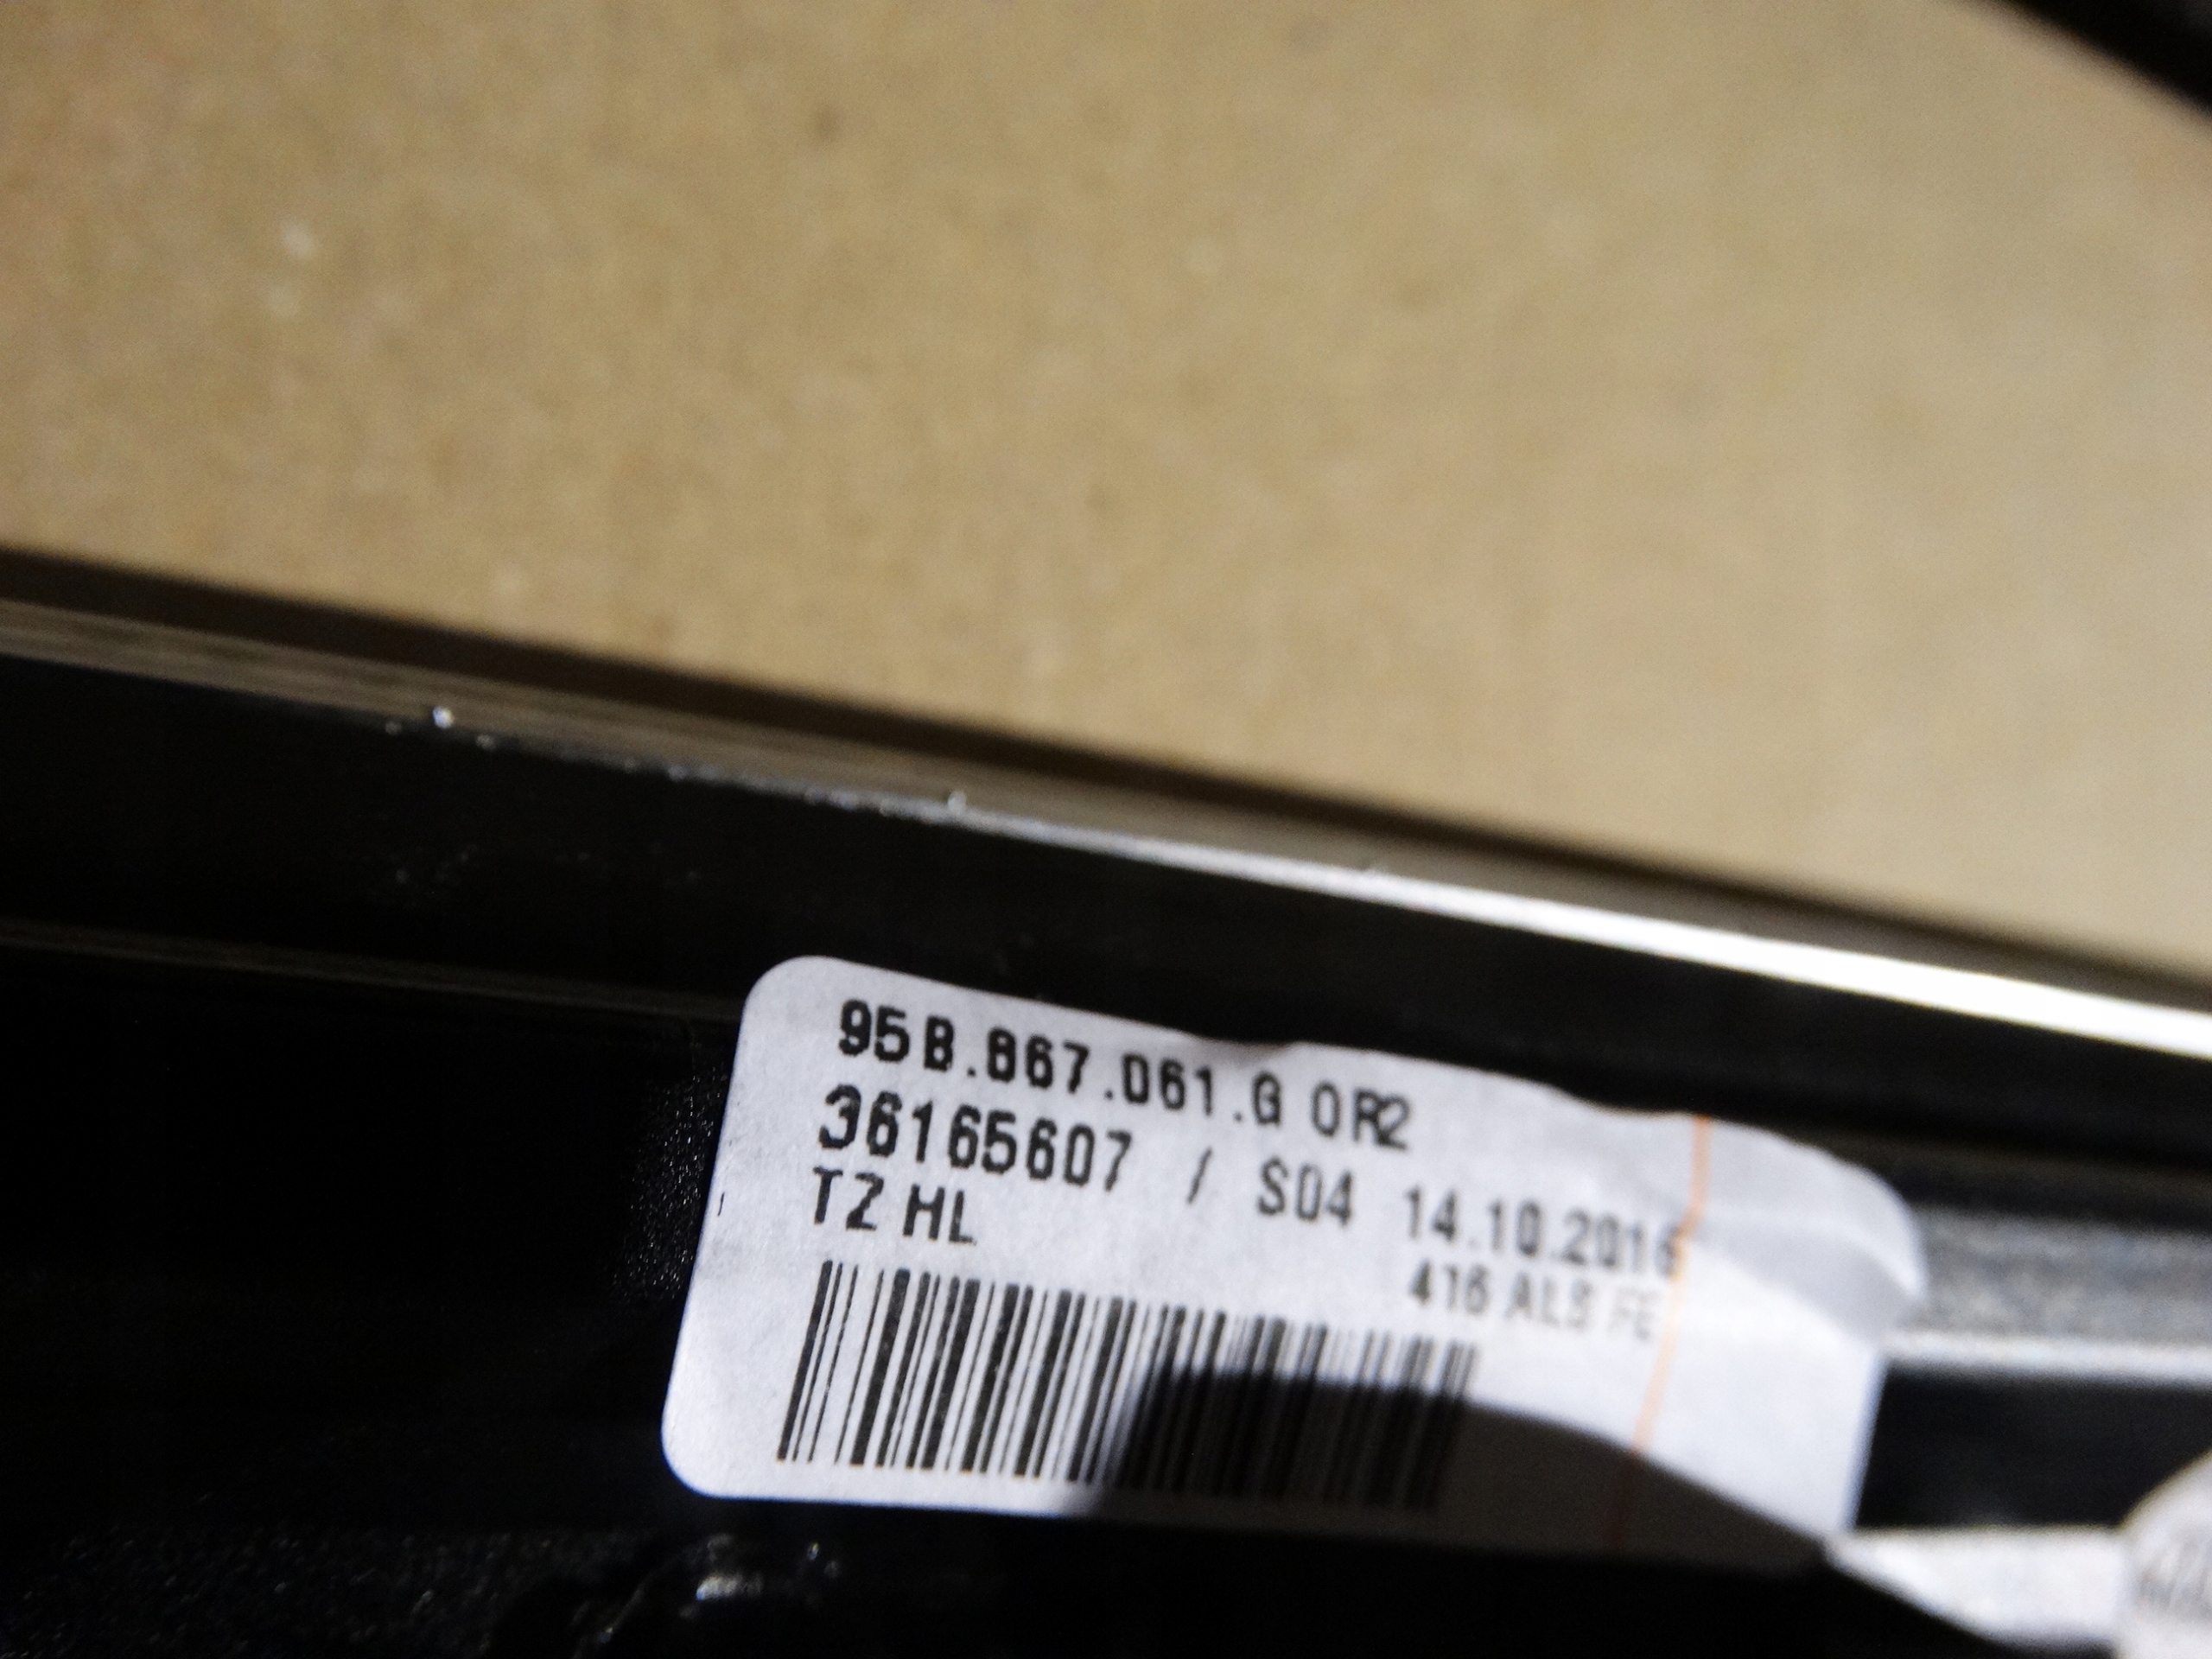 95B.867.061.G 0R2
36165607 / S04 14.10.2016
TZ HL
416 ALS FE